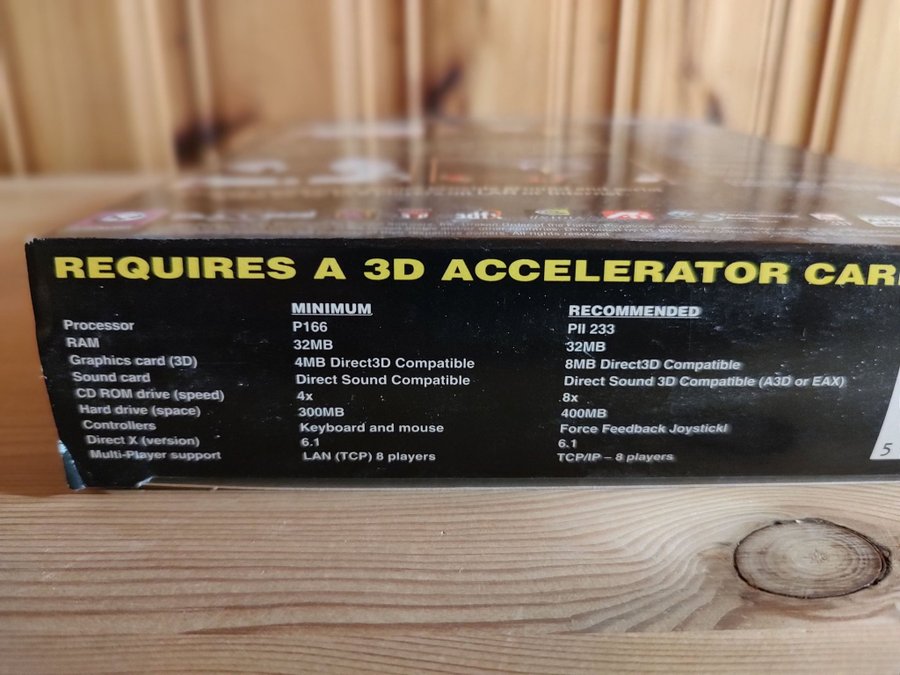 3dfx
REQUIRES A 3D ACCELERATOR CAR
MINIMUM RECOMMENDED
Processor P166 PII 233
RAM 32MB 32MB
Graphics card (3D) 4MB Direct3D Compatible 8MB Direct3D Compatible
Sound card Direct Sound Compatible Direct Sound 3D Compatible (A3D or EAX)
CD ROM drive (speed) 4x 8x
Hard drive (space) 300MB 400MB
Controllers Keyboard and mouse Force Feedback Joystick!
Direct X (version) 6.1 6.1
Multi-Player support LAN (TCP) 8 players TCP/IP – 8 players
5